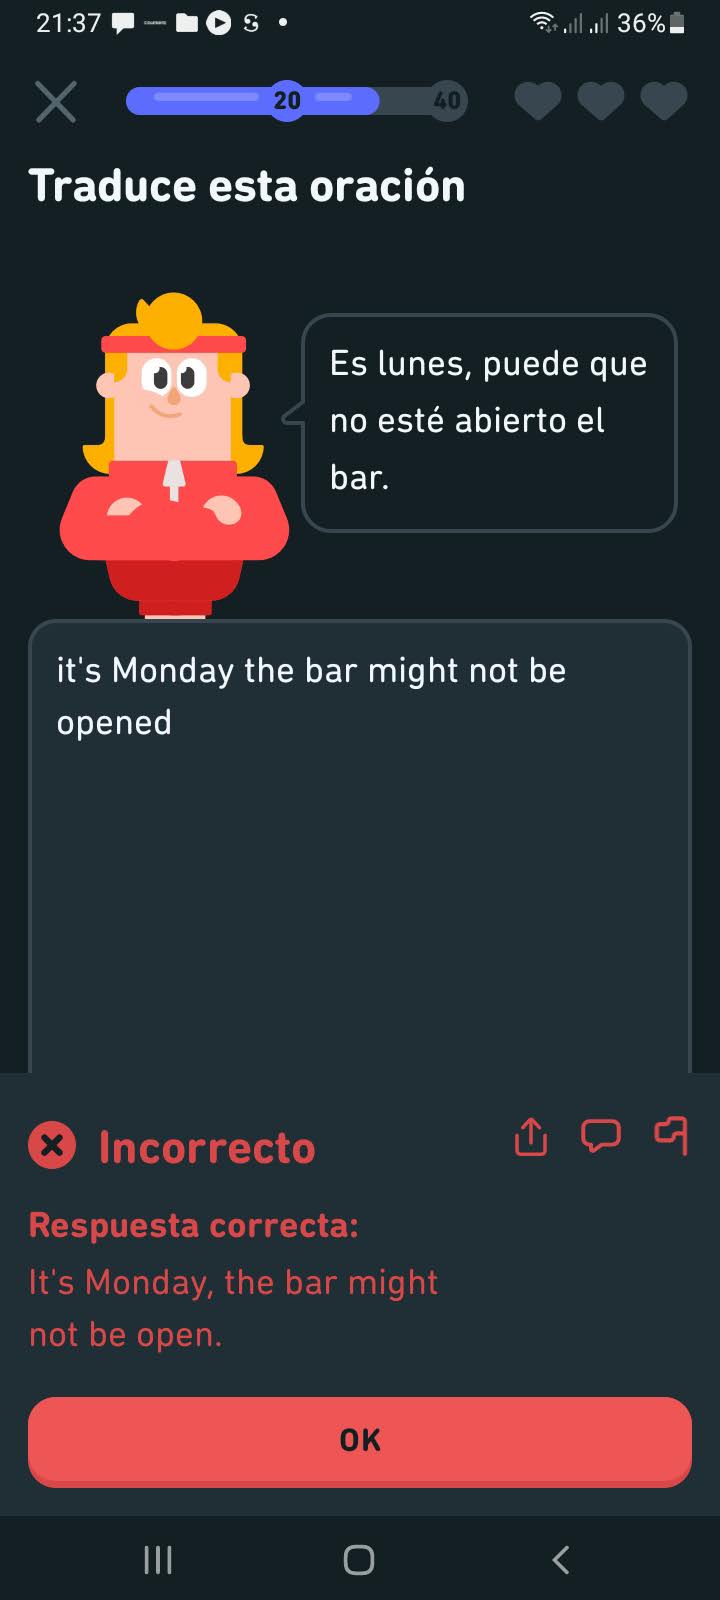 21:37 36%
20 40
Traduce esta oración
Es lunes, puede que
no esté abierto el
bar.
it's Monday the bar might not be
opened
Incorrecto
Respuesta correcta:
It's Monday, the bar might
not be open.
OK